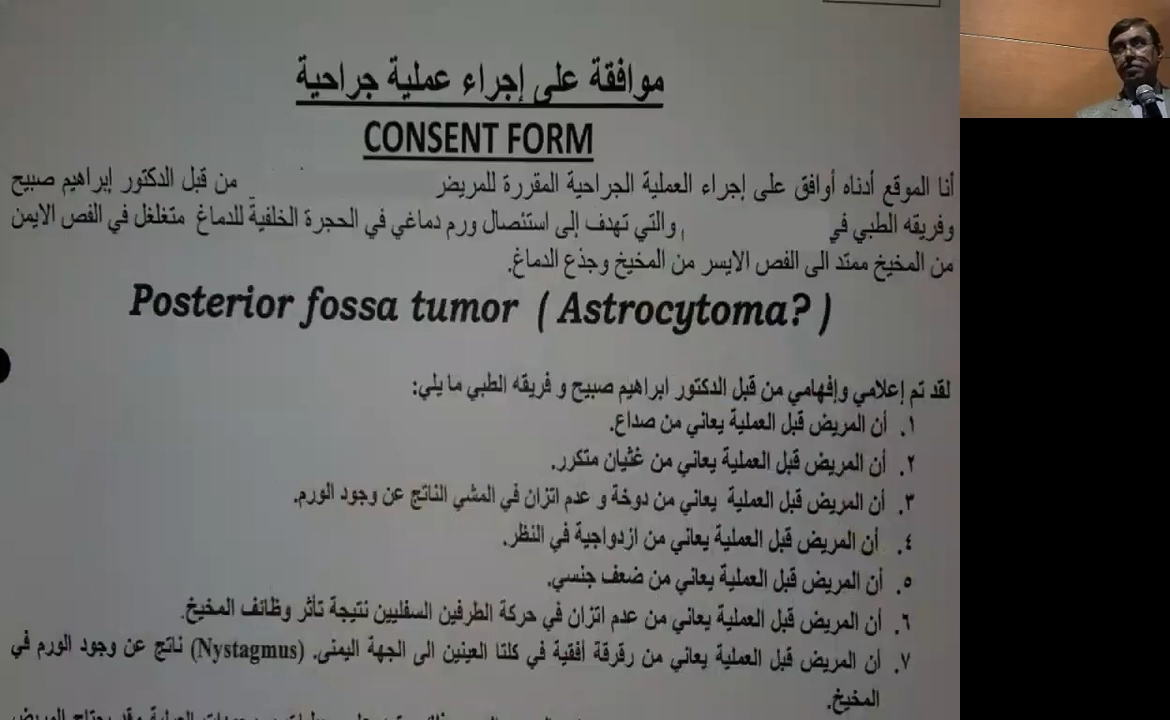 موافقة على إجراء عملية جراحية
CONSENT FORM
أنا الموقع أدناه أوافق على إجراء العملية الجراحية المقررة للمريض من قبل الدكتور إبراهيم صبيح
وفريقه الطبي في والتي تهدف إلى استئصال ورم دماغي في الحجرة الخلفية للدماغ متغلغل في الفص الايمن
من المخيخ ممتد الى الفص الايسر من المخيخ وجذع الدماغ.
Posterior fossa tumor ( Astrocytoma? )
لقد تم إعلامي وإفهامي من قبل الدكتور ابراهيم صبيح و فريقه الطبي ما يلي:
١. أن المريض قبل العملية يعاني من صداع.
٢. أن المريض قبل العملية يعاني من غثيان متكرر.
٣. أن المريض قبل العملية يعاني من دوخة و عدم اتزان في المشي الناتج عن وجود الورم.
٤. أن المريض قبل العملية يعاني من ازدواجية في النظر.
٥. أن المريض قبل العملية يعاني من ضعف جنسي.
٦. أن المريض قبل العملية يعاني من عدم اتزان في حركة الطرفين السفليين نتيجة تأثر وظائف المخيخ.
٧. أن المريض قبل العملية يعاني من رقرقة أفقية في كلتا العينين الى الجهة اليمنى. (Nystagmus) ناتج عن وجود الورم في
المخيخ.